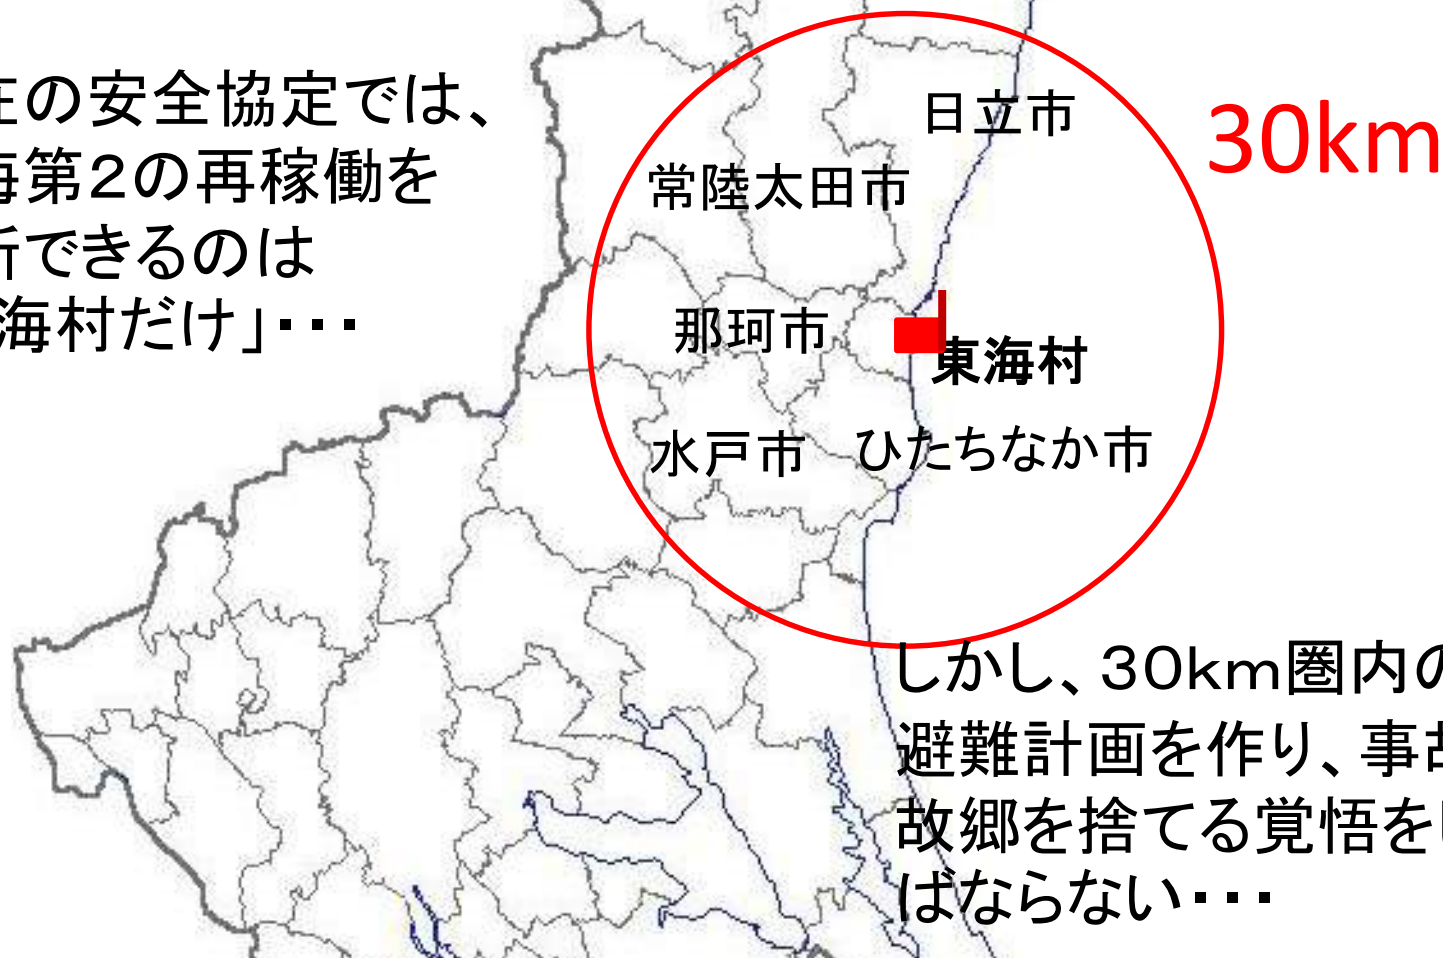 在の安全協定では、
海第２の再稼働を
断できるのは
海村だけ」・・・
30km
日立市
常陸太田市
那珂市
東海村
水戸市
ひたちなか市
しかし、３０ｋｍ圏内の
避難計画を作り、事故
故郷を捨てる覚悟を
ばならない・・・